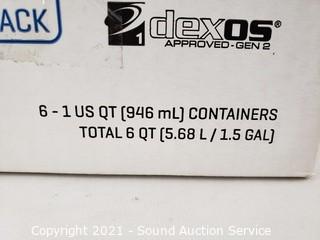 ACK
dexos®
1
APPROVED-GEN 2
6 - 1 US QT (946 mL) CONTAINERS
TOTAL 6 QT (5.68 L / 1.5 GAL)
Copyright 2021 - Sound Auction Service